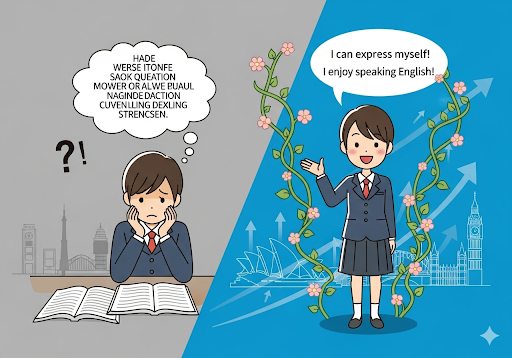 HADE
WERSE ITONFE
SAOK QUEATION
MOWER OR ALWE PUAUL
NAGINDE DACTION
CUVENLLING DEXLING
STRENCSEN.
?!
I can express myself!
I enjoy speaking English!